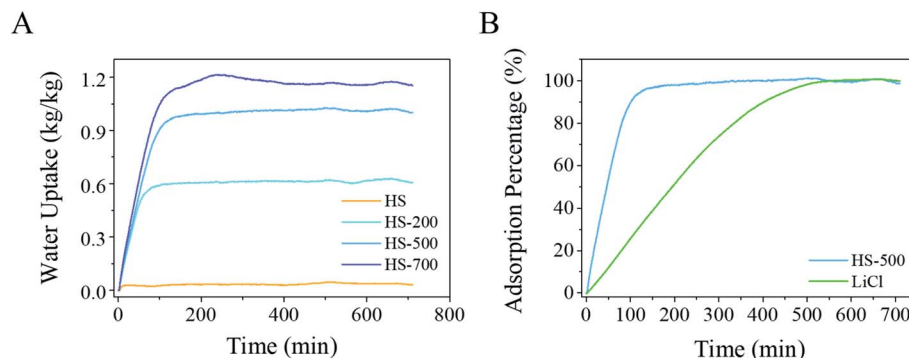 A
Water Uptake (kg/kg)
1.2
0.9
0.6
0.3
0.0
HS
HS-200
HS-500
HS-700
0
200
400
600
800
Time (min)
B
Adsorption Percentage (%)
100
80
60
40
20
0
HS-500
LiCl
0
100
200
300
400
500
600
700
Time (min)